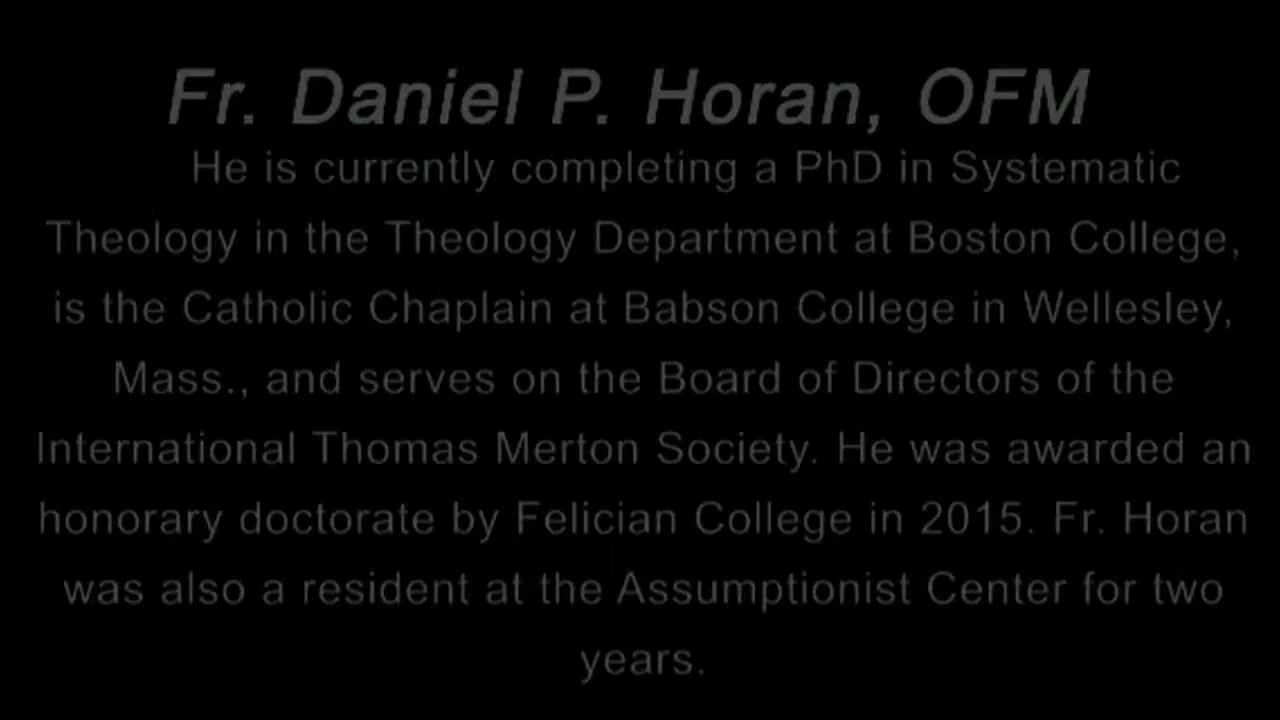 Fr. Daniel P. Horan, OFM
He is currently completing a PhD in Systematic
Theology in the Theology Department at Boston College,
is the Catholic Chaplain at Babson College in Wellesley,
Mass., and serves on the Board of Directors of the
International Thomas Merton Society. He was awarded an
honorary doctorate by Felician College in 2015. Fr. Horan
was also a resident at the Assumptionist Center for two
years.